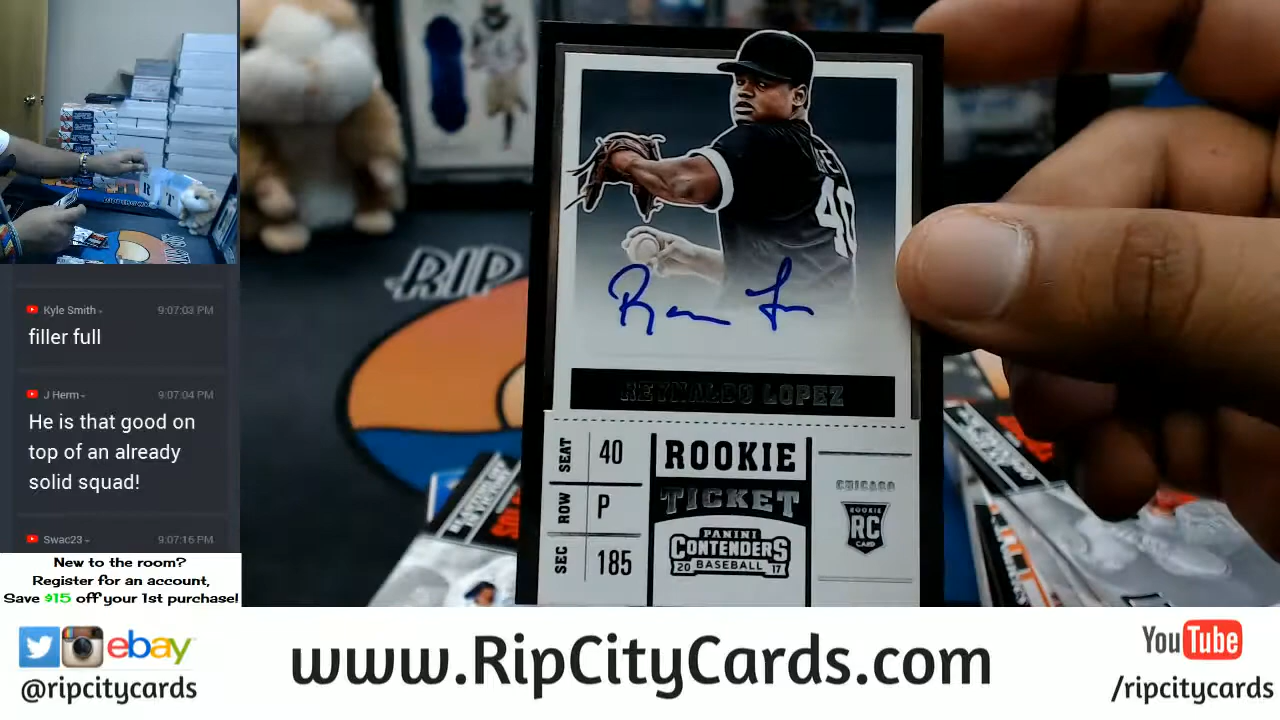 Kyle Smith
9:07:03 PM
filler full
J Herm
9:07:04 PM
He is that good on
top of an already
solid squad!
Swac23
9:07:16 PM
New to the room?
Register for an account,
Save $15 off your 1st purchase!
RIP
40
REYNALDO LOPEZ
SEAT 40
ROW P
SEC 185
ROOKIE
TICKET
PANINI
CONTENDERS
20 BASEBALL 17
CHICAGO
ROOKIE
RC
CARD
ebay
@ripcitycards
www.RipCityCards.com
YouTube
/ripcitycards